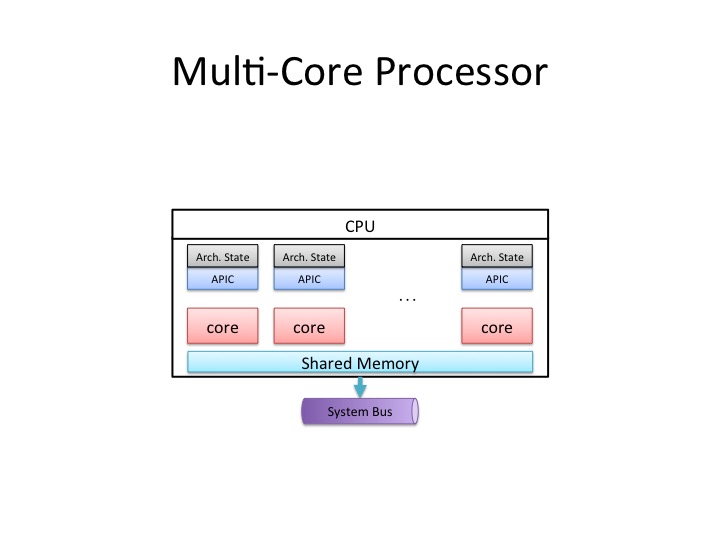 Multi-Core Processor
CPU
Arch. State Arch. State Arch. State
APIC APIC APIC
...
core core core
Shared Memory
System Bus